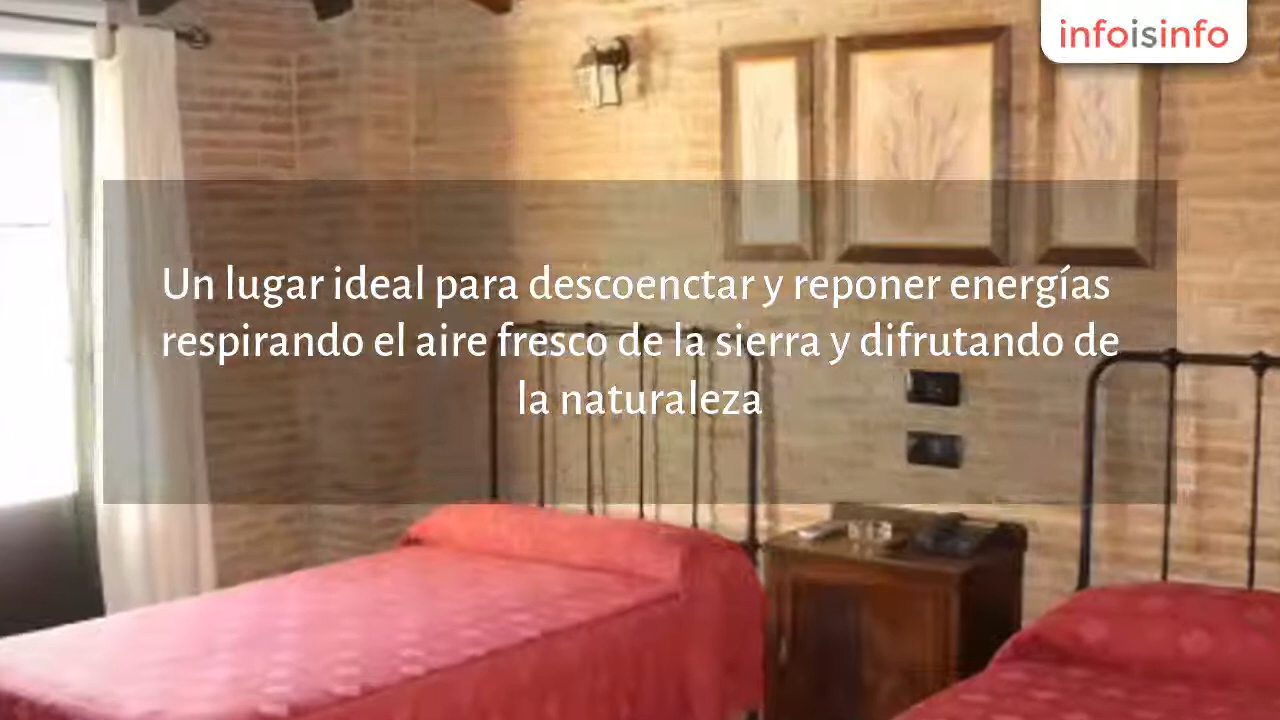 infoisinfo
Un lugar ideal para descoenctar y reponer energías
respirando el aire fresco de la sierra y difrutando de
la naturaleza